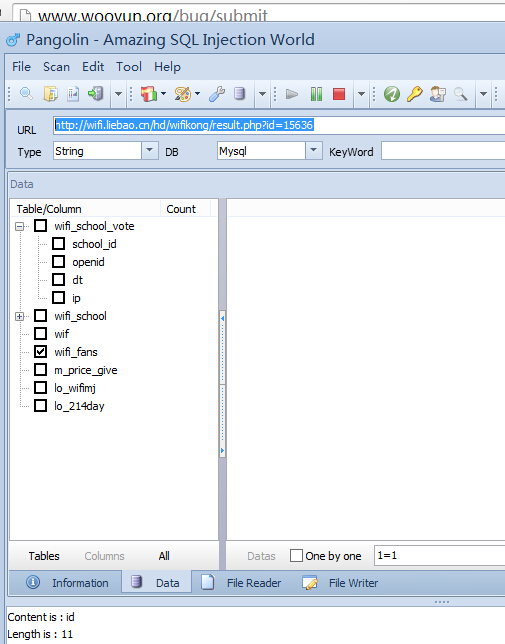 www.wooyun.org/bug/submit
Pangolin - Amazing SQL Injection World
File Scan Edit Tool Help
URL http://wifi.liebao.cn/hd/wifikong/result.php?id=15636
Type String DB Mysql KeyWord
Data
Table/Column Count
wifi_school_vote
school_id
openid
dt
ip
wifi_school
wif
wifi_fans
m_price_give
lo_wifimj
lo_214day
Tables Columns All Datas One by one 1=1
Information Data File Reader File Writer
Content is : id
Length is : 11